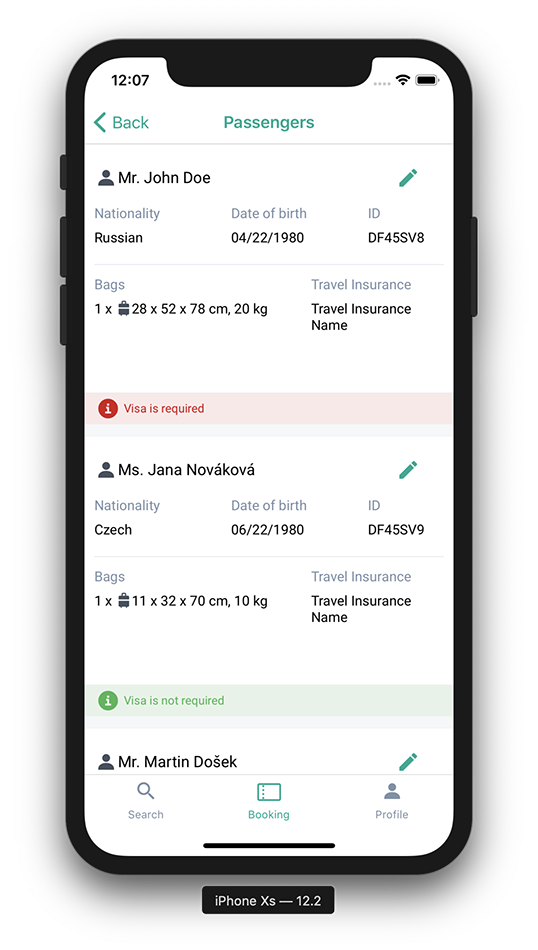 12:07
Back
Passengers
Mr. John Doe
Nationality Date of birth ID
Russian 04/22/1980 DF45SV8
Bags Travel Insurance
1 x 28 x 52 x 78 cm, 20 kg Travel Insurance
Name
Visa is required
Ms. Jana Nováková
Nationality Date of birth ID
Czech 06/22/1980 DF45SV9
Bags Travel Insurance
1 x 11 x 32 x 70 cm, 10 kg Travel Insurance
Name
Visa is not required
Mr. Martin Došek
Search Booking Profile
iPhone Xs — 12.2